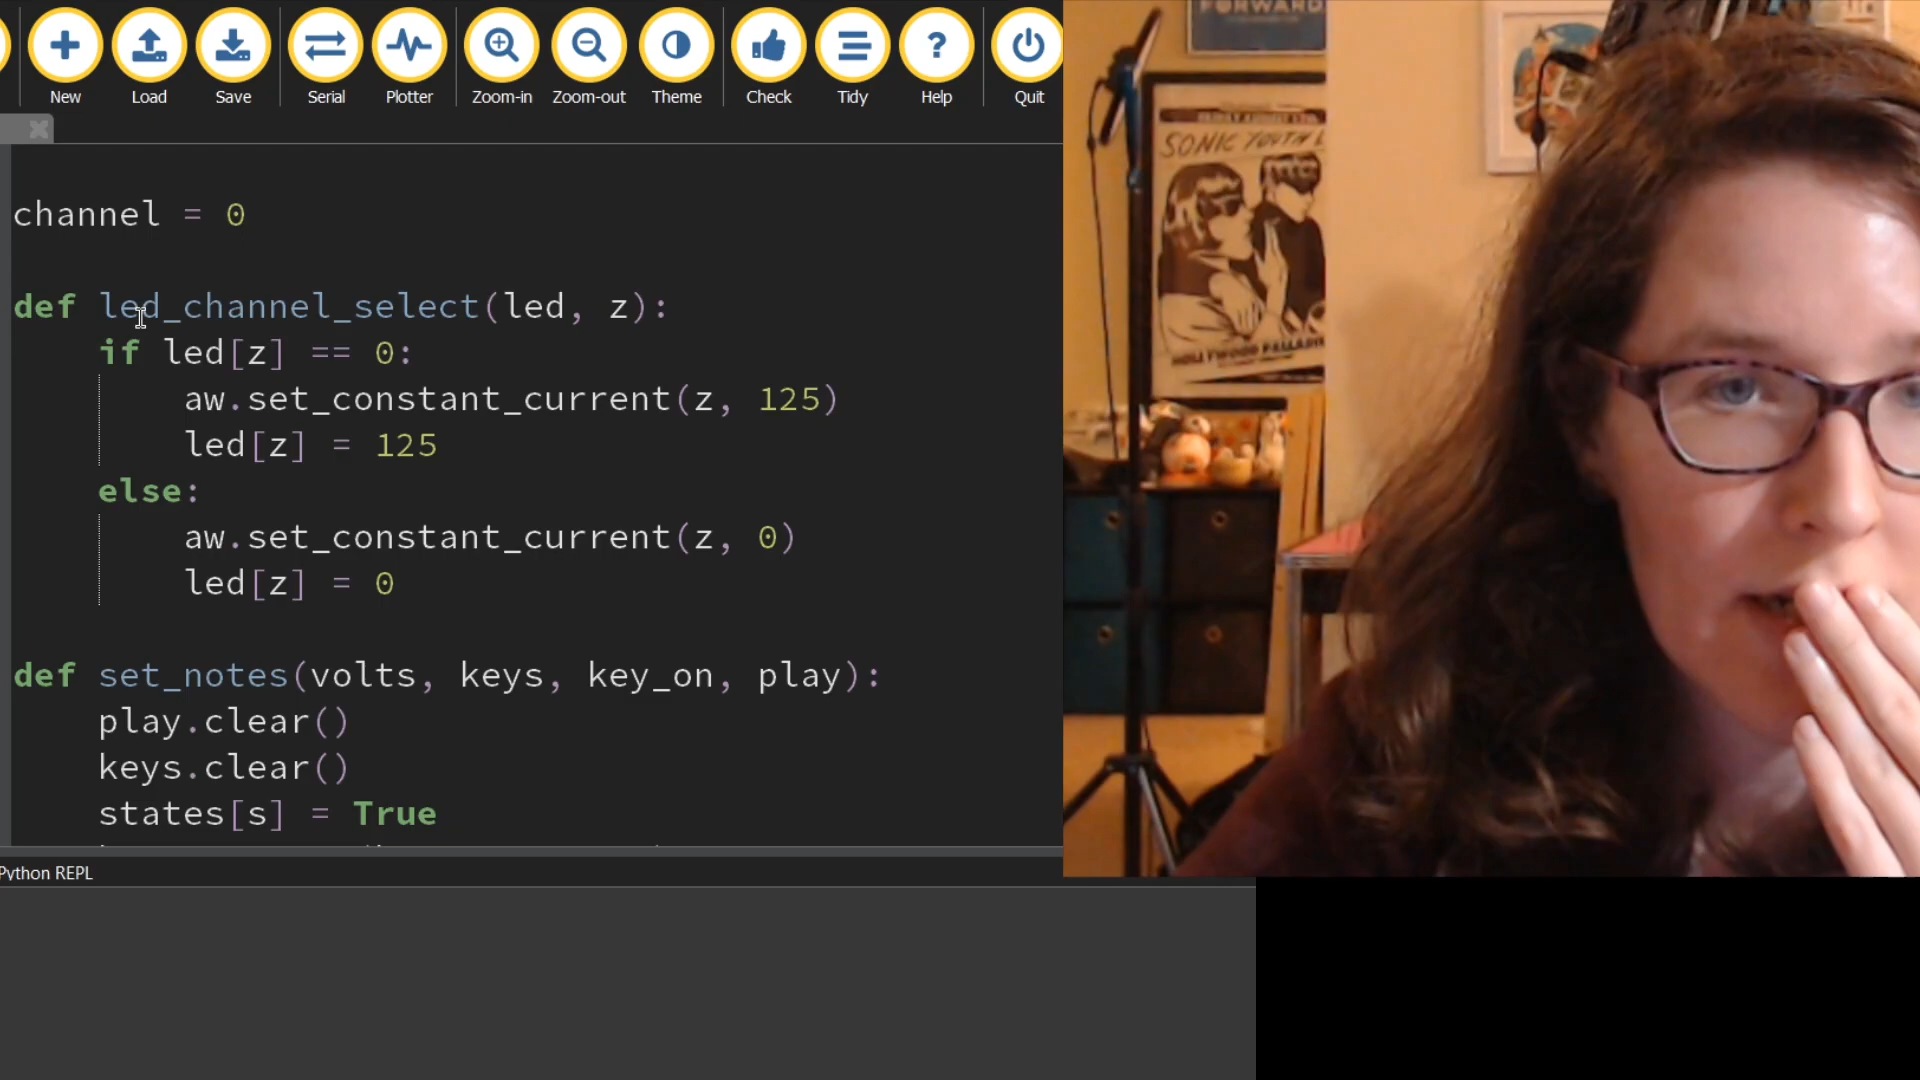 New Load Save Serial Plotter Zoom-in Zoom-out Theme Check Tidy Help Quit
channel = 0
def led_channel_select(led, z):
if led[z] == 0:
aw.set_constant_current(z, 125)
led[z] = 125
else:
aw.set_constant_current(z, 0)
led[z] = 0
def set_notes(volts, keys, key_on, play):
play.clear()
keys.clear()
states[s] = True
Python REPL
FORWARD.
SONIC YOUTH
HOLLYWOOD PALLADI